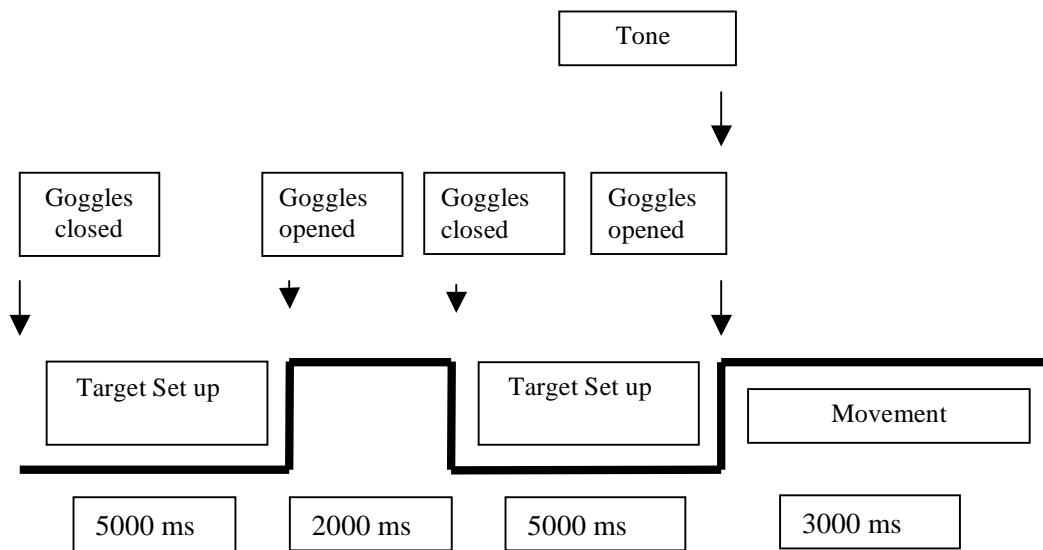 Tone
Goggles
closed
Goggles
opened
Goggles
closed
Goggles
opened
Target Set up
Target Set up
Movement
5000 ms
2000 ms
5000 ms
3000 ms